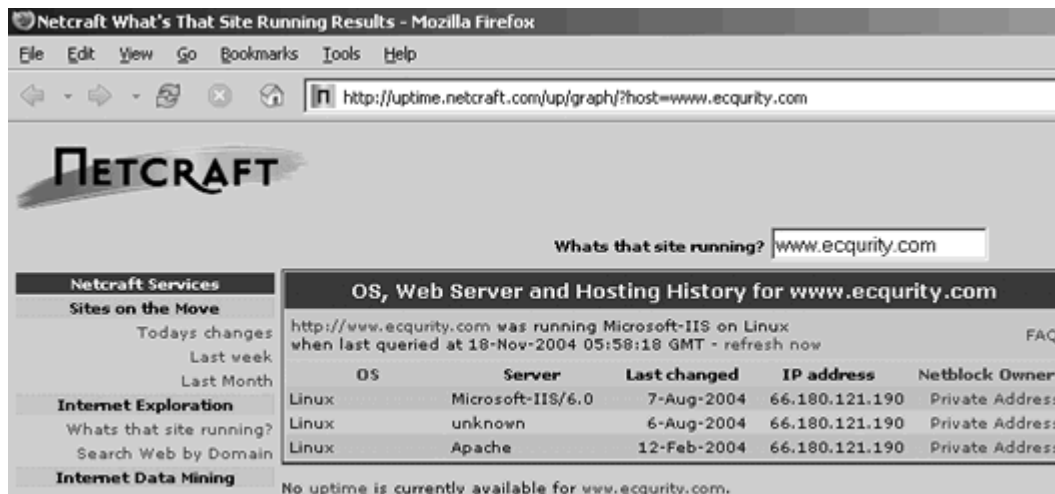 Netcraft What's That Site Running Results - Mozilla Firefox
File Edit View Go Bookmarks Tools Help
http://uptime.netcraft.com/up/graph/?host=www.ecqurity.com
NETCRAFT
Whats that site running? www.ecqurity.com
Netcraft Services
Sites on the Move
Todays changes
Last week
Last Month
Internet Exploration
Whats that site running?
Search Web by Domain
Internet Data Mining
OS, Web Server and Hosting History for www.ecqurity.com
http://www.ecqurity.com was running Microsoft-IIS on Linux
when last queried at 18-Nov-2004 05:58:18 GMT - refresh now FAQ
OS Server Last changed IP address Netblock Owner
Linux Microsoft-IIS/6.0 7-Aug-2004 66.180.121.190 Private Address
Linux unknown 6-Aug-2004 66.180.121.190 Private Address
Linux Apache 12-Feb-2004 66.180.121.190 Private Address
No uptime is currently available for www.ecqurity.com.